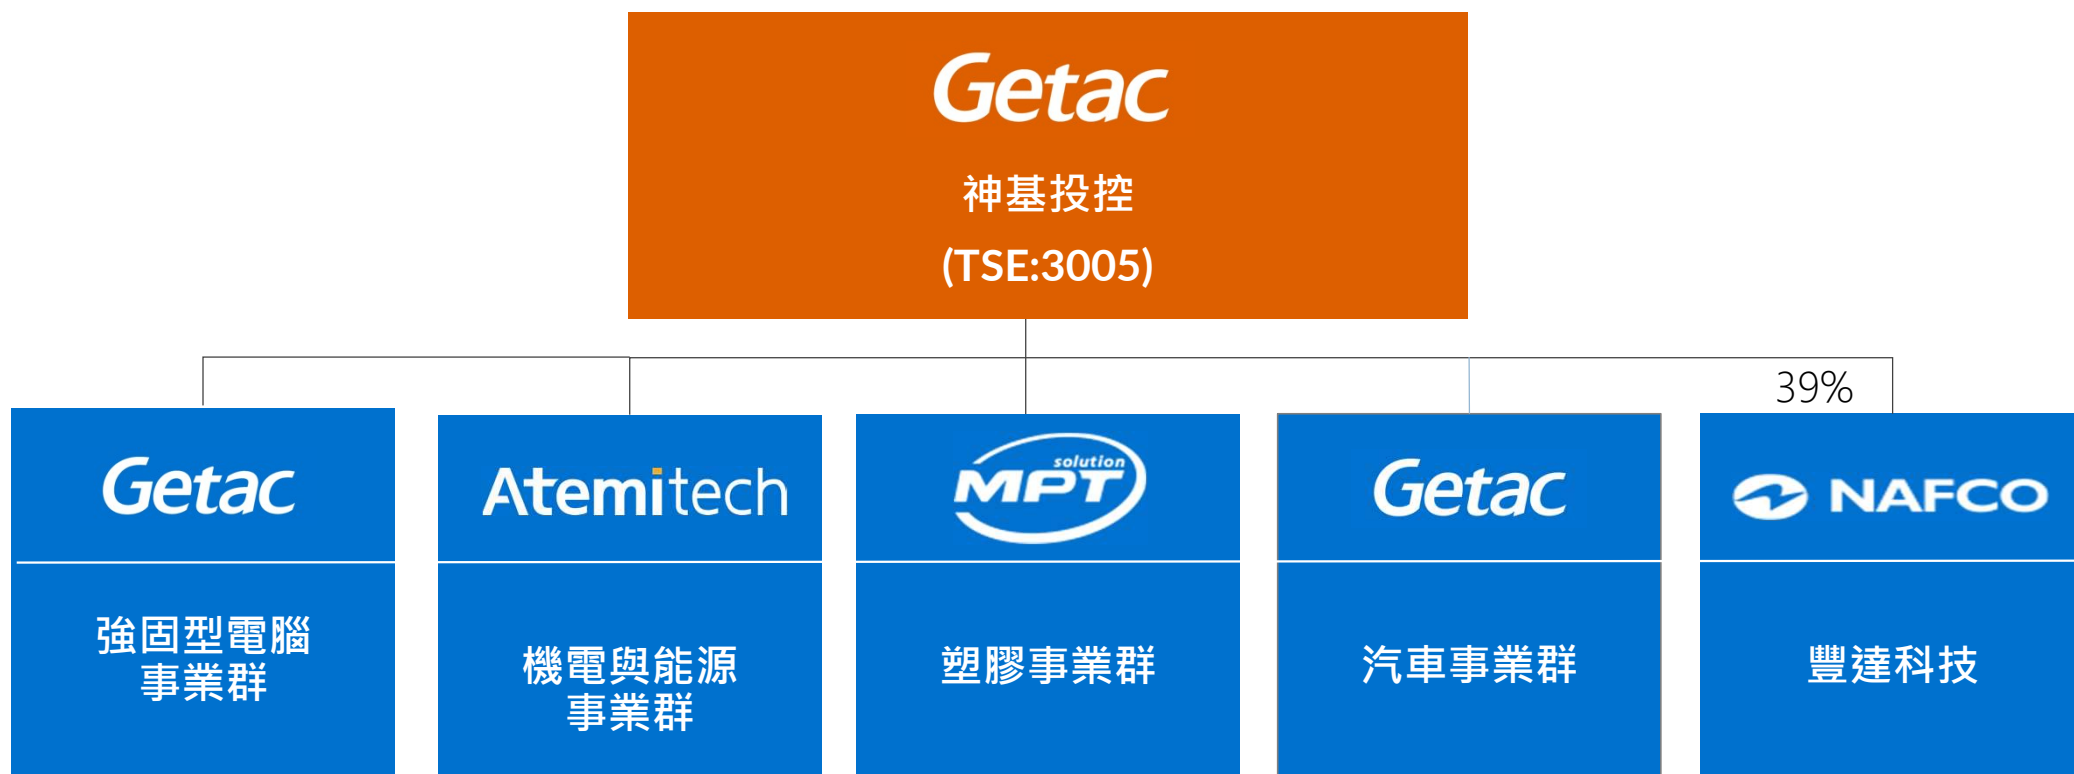 Getac
神基投控
(TSE:3005)
39%
Getac
強固型電腦
事業群
Atemitech
機電與能源
事業群
solution
MPT
塑膠事業群
Getac
汽車事業群
NAFCO
豐達科技